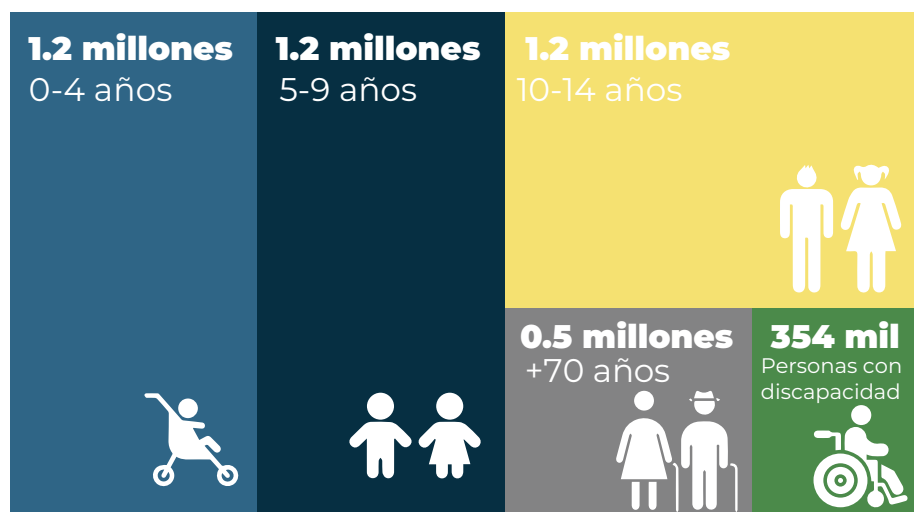 1.2 millones
0-4 años
1.2 millones
5-9 años
1.2 millones
10-14 años
0.5 millones
+70 años
354 mil
Personas con
discapacidad